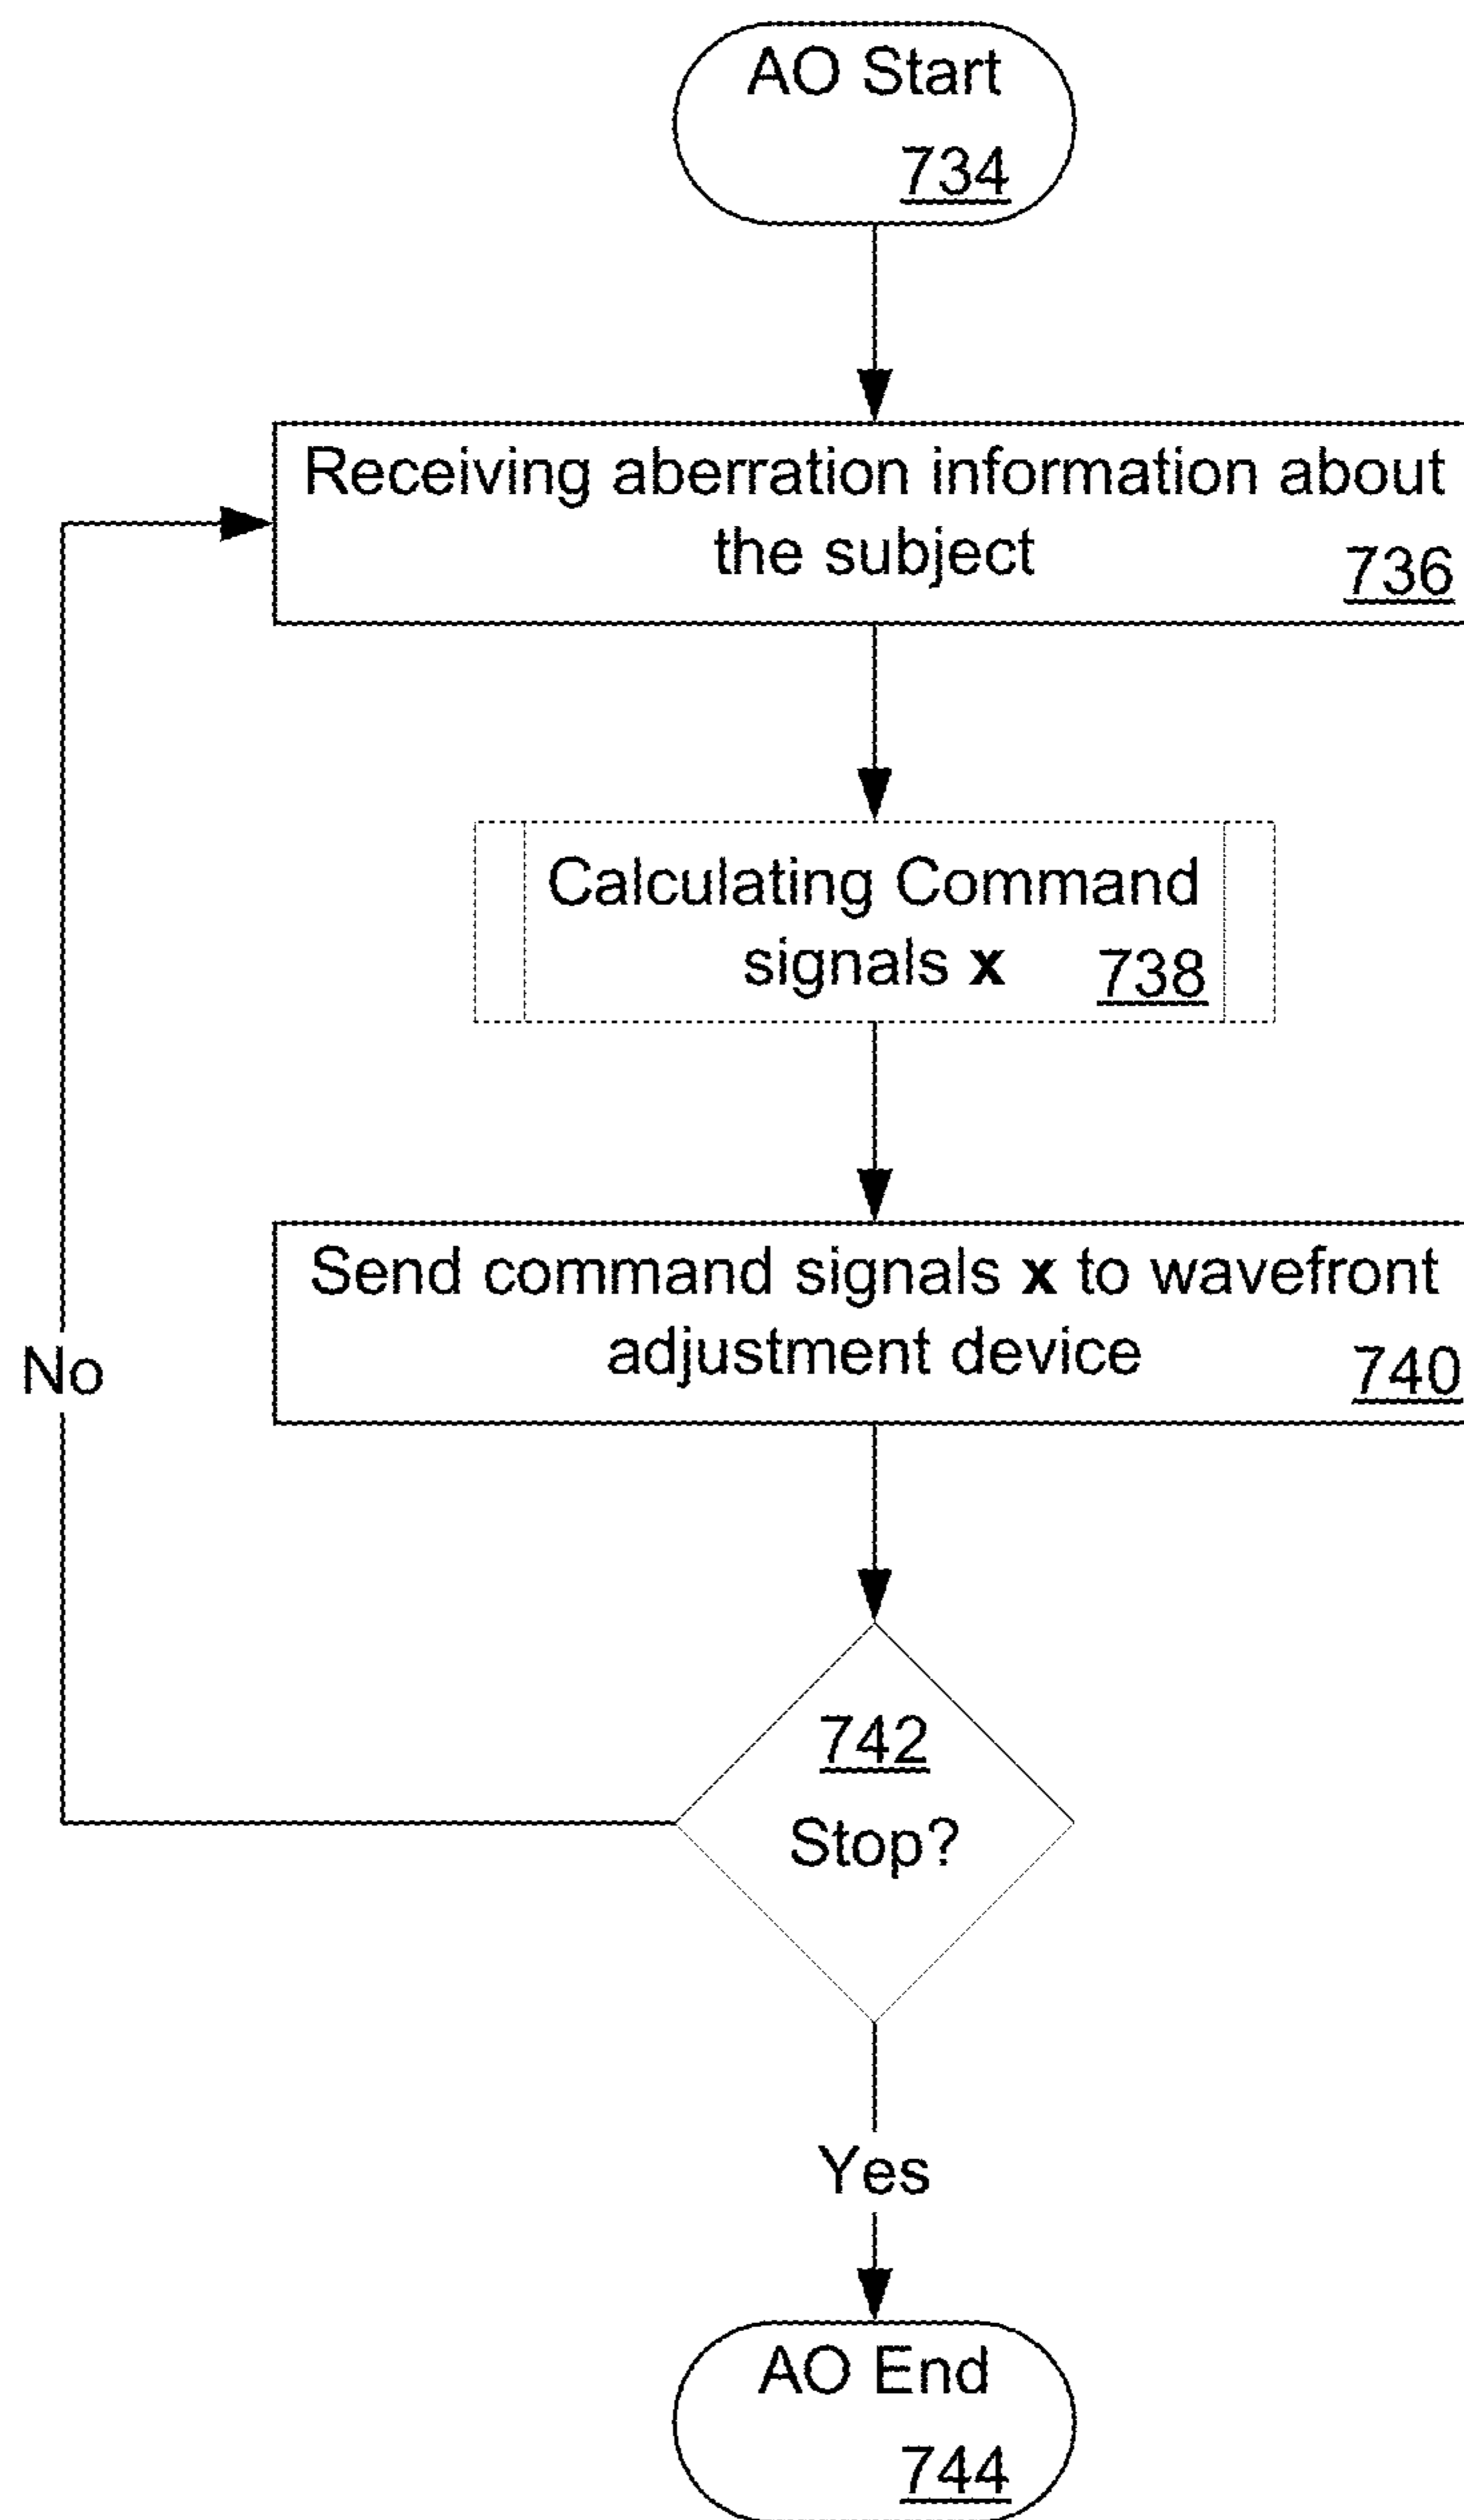 AO Start
734
Receiving aberration information about
the subject
736
Calculating Command
signals x
738
Send command signals x to wavefront
adjustment device
740
No
742
Stop?
Yes
AO End
744